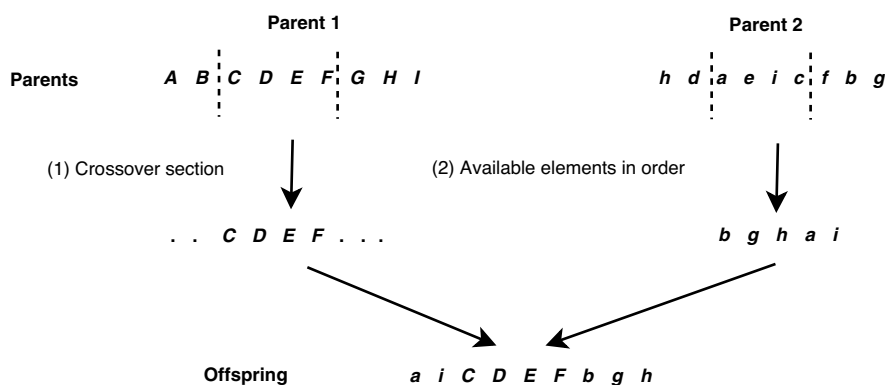 Parent 1
Parent 2
Parents A B C D E F G H I h d a e i c f b g
(1) Crossover section (2) Available elements in order
. . C D E F . . . b g h a i
Offspring a i C D E F b g h